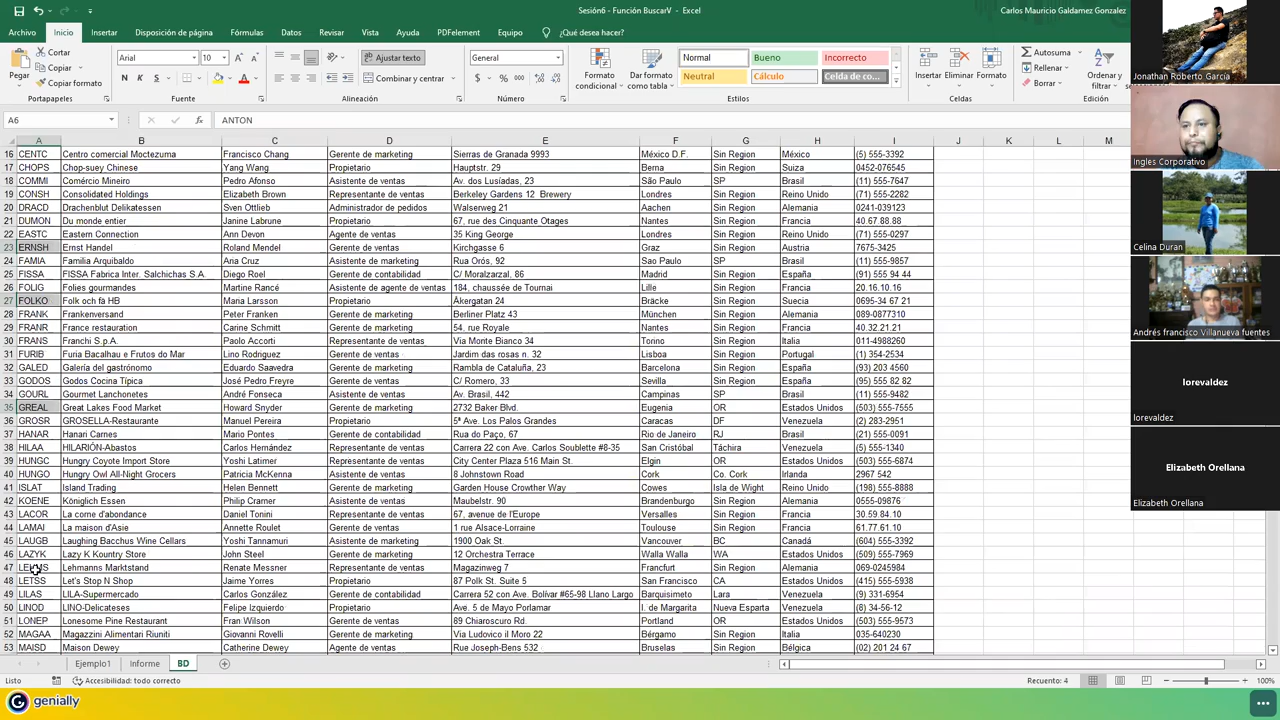 Sesión6 - Función BuscarV - Excel
Carlos Mauricio Galdamez Gonzalez
Archivo Inicio Insertar Disposición de página Fórmulas Datos Revisar Vista Ayuda PDFelement Equipo ¿Qué desea hacer?
Pegar
Cortar
Copiar
Copiar formato
Portapapeles
Arial 10
N K S
Fuente
Ajustar texto
Combinar y centrar
Alineación
General
Número
Formato condicional
Dar formato como tabla
Normal Bueno Incorrecto
Neutral Cálculo Celda de co...
Estilos
Insertar Eliminar Formato
Celdas
Autosuma
Rellenar
Borrar
Ordenar y filtrar
Edición
A6 fx ANTON
A B C D E F G H I J K L M
16 CENTC Centro comercial Moctezuma Francisco Chang Gerente de marketing Sierras de Granada 9993 México D.F. Sin Region México (5) 555-3392
17 CHOPS Chop-suey Chinese Yang Wang Propietario Hauptstr. 29 Berna Sin Region Suiza 0452-076545
18 COMMI Comércio Mineiro Pedro Afonso Asistente de ventas Av. dos Lusíadas, 23 São Paulo SP Brasil (11) 555-7647
19 CONSH Consolidated Holdings Elizabeth Brown Representante de ventas Berkeley Gardens 12 Brewery Londres Sin Region Reino Unido (71) 555-2282
20 DRACD Drachenblut Delikatessen Sven Ottlieb Administrador de pedidos Walserweg 21 Aachen Sin Region Alemania 0241-039123
21 DUMON Du monde entier Janine Labrune Propietario 67, rue des Cinquante Otages Nantes Sin Region Francia 40.67.88.88
22 EASTC Eastern Connection Ann Devon Agente de ventas 35 King George Londres Sin Region Reino Unido (71) 555-0297
23 ERNSH Ernst Handel Roland Mendel Gerente de ventas Kirchgasse 6 Graz Sin Region Austria 7675-3425
24 FAMIA Familia Arquibaldo Aria Cruz Asistente de marketing Rua Orós, 92 Sao Paulo SP Brasil (11) 555-9857
25 FISSA FISSA Fabrica Inter. Salchichas S.A. Diego Roel Gerente de contabilidad C/ Moralzarzal, 86 Madrid Sin Region España (91) 555 94 44
26 FOLIG Folies gourmandes Martine Rancé Asistente de agente de ventas 184, chaussée de Tournai Lille Sin Region Francia 20.16.10.16
27 FOLKO Folk och fä HB Maria Larsson Propietario Åkergatan 24 Bräcke Sin Region Suecia 0695-34 67 21
28 FRANK Frankenversand Peter Franken Gerente de marketing Berliner Platz 43 München Sin Region Alemania 089-0877310
29 FRANR France restauration Carine Schmitt Gerente de marketing 54, rue Royale Nantes Sin Region Francia 40.32.21.21
30 FRANS Franchi S.p.A. Paolo Accorti Representante de ventas Via Monte Bianco 34 Torino Sin Region Italia 011-4988260
31 FURIB Furia Bacalhau e Frutos do Mar Lino Rodriguez Gerente de ventas Jardim das rosas n. 32 Lisboa Sin Region Portugal (1) 354-2534
32 GALED Galería del gastrónomo Eduardo Saavedra Gerente de marketing Rambla de Cataluña, 23 Barcelona Sin Region España (93) 203 4560
33 GODOS Godos Cocina Típica José Pedro Freyre Gerente de ventas C/ Romero, 33 Sevilla Sin Region España (95) 555 82 82
34 GOURL Gourmet Lanchonetes André Fonseca Asistente de ventas Av. Brasil, 442 Campinas SP Brasil (11) 555-9482
35 GREAL Great Lakes Food Market Howard Snyder Gerente de marketing 2732 Baker Blvd. Eugenia OR Estados Unidos (503) 555-7555
36 GROSR GROSELLA-Restaurante Manuel Pereira Propietario 5ª Ave. Los Palos Grandes Caracas DF Venezuela (2) 283-2951
37 HANAR Hanari Carnes Mario Pontes Gerente de contabilidad Rua do Paço, 67 Rio de Janeiro RJ Brasil (21) 555-0091
38 HILAA HILARIÓN-Abastos Carlos Hernández Representante de ventas Carrera 22 con Ave. Carlos Soublette #8-35 San Cristóbal Táchira Venezuela (5) 555-1340
39 HUNGC Hungry Coyote Import Store Yoshi Latimer Representante de ventas City Center Plaza 516 Main St. Elgin OR Estados Unidos (503) 555-6874
40 HUNGO Hungry Owl All-Night Grocers Patricia McKenna Asistente de ventas 8 Johnstown Road Cork Co. Cork Irlanda 2967 542
41 ISLAT Island Trading Helen Bennett Gerente de marketing Garden House Crowther Way Cowes Isla de Wight Reino Unido (198) 555-8888
42 KOENE Königlich Essen Philip Cramer Asistente de ventas Maubelstr. 90 Brandenburgo Sin Region Alemania 0555-09876
43 LACOR La corne d'abondance Daniel Tonini Representante de ventas 67, avenue de l'Europe Versalles Sin Region Francia 30.59.84.10
44 LAMAI La maison d'Asie Annette Roulet Gerente de ventas 1 rue Alsace-Lorraine Toulouse Sin Region Francia 61.77.61.10
45 LAUGB Laughing Bacchus Wine Cellars Yoshi Tannamuri Asistente de ventas 1900 Oak St. Vancouver BC Canadá (604) 555-3392
46 LAZYK Lazy K Kountry Store John Steel Gerente de marketing 12 Orchestra Terrace Walla Walla WA Estados Unidos (509) 555-7969
47 Lehmanns Marktstand Renate Messner Representante de ventas Magazinweg 7 Francfurt Sin Region Alemania 069-0245984
48 LETSS Let's Stop N Shop Jaime Yorres Propietario 87 Polk St. Suite 5 San Francisco CA Estados Unidos (415) 555-5938
49 LILAS LILA-Supermercado Carlos González Gerente de contabilidad Carrera 52 con Ave. Bolívar #65-98 Llano Largo Barquisimeto Lara Venezuela (9) 331-6954
50 LINOD LINO-Delicateses Felipe Izquierdo Propietario Ave. 5 de Mayo Porlamar I. de Margarita Nueva Esparta Venezuela (8) 34-56-12
51 LONEP Lonesome Pine Restaurant Fran Wilson Gerente de ventas 89 Chiaroscuro Rd. Portland OR Estados Unidos (503) 555-9573
52 MAGAA Magazzini Alimentari Riuniti Giovanni Rovelli Gerente de marketing Via Ludovico il Moro 22 Bérgamo Sin Region Italia 035-640230
53 MAISD Maison Dewey Catherine Dewey Agente de ventas Rue Joseph-Bens 532 Bruselas Sin Region Bélgica (02) 201 24 67
Ejemplo1 Informe BD
Listo Accesibilidad: todo correcto Recuento: 4 100%
genially
Jonathan Roberto García
Ingles Corporativo
Celina Duran
Andrés francisco Villanueva fuentes
lorevaldez
lorevaldez
Elizabeth Orellana
Elizabeth Orellana